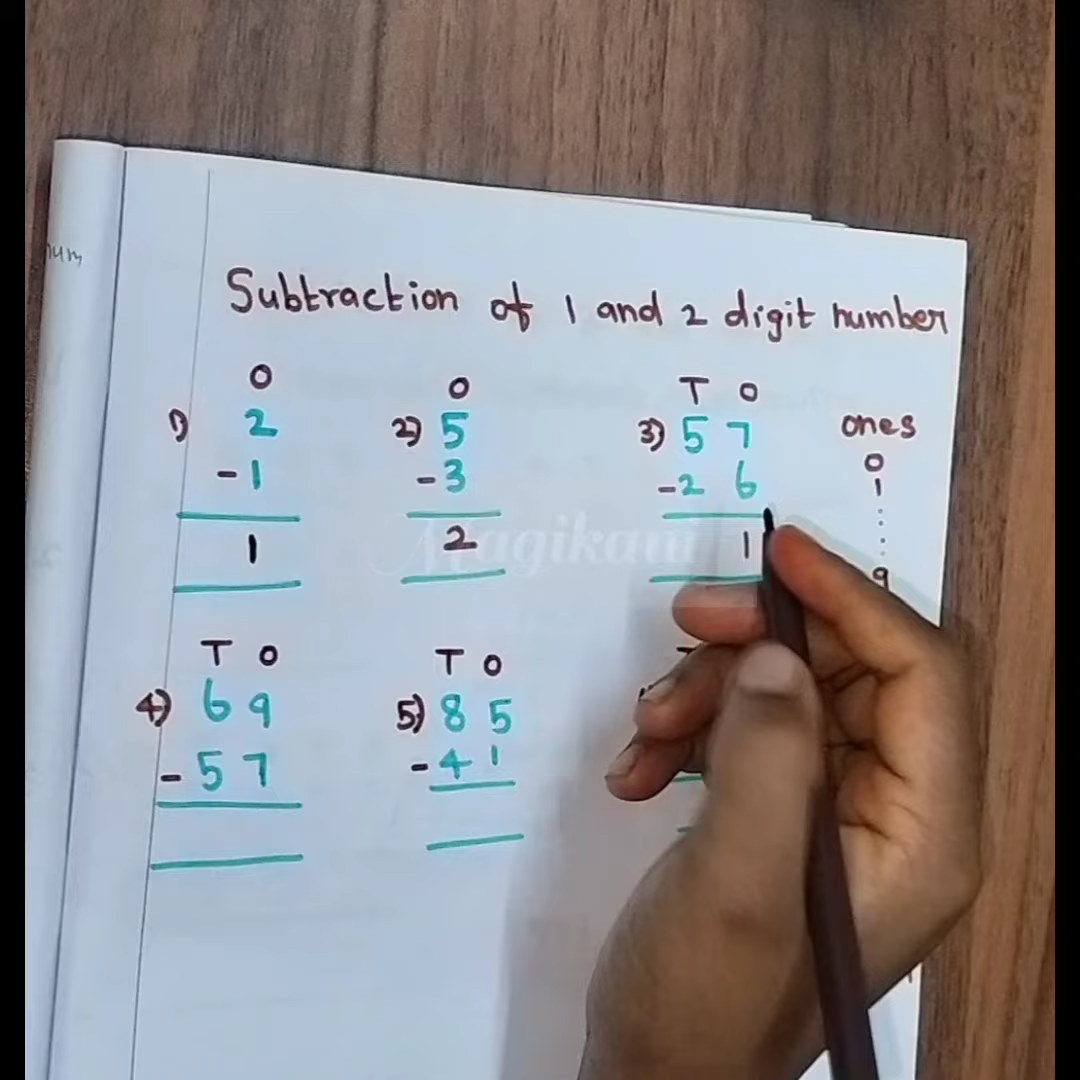 Subtraction of 1 and 2 digit number
O
1) 2
-1
1
O
2) 5
-3
2
T O
3) 5 7
-2 6
1
ones
0
1
.
.
.
.
9
T O
4) 6 9
-5 7
T O
5) 8 5
-4 1
Magikani